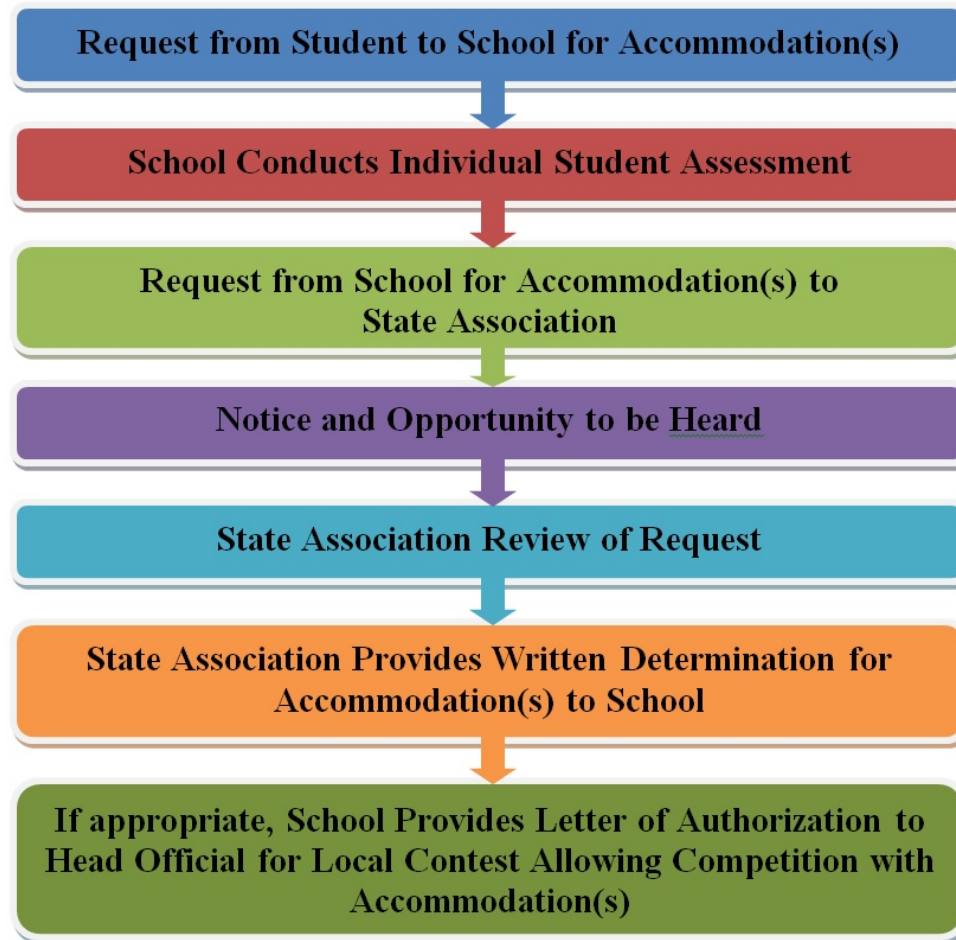 Request from Student to School for Accommodation(s)
School Conducts Individual Student Assessment
Request from School for Accommodation(s) to
State Association
Notice and Opportunity to be Heard
State Association Review of Request
State Association Provides Written Determination for
Accommodation(s) to School
If appropriate, School Provides Letter of Authorization to
Head Official for Local Contest Allowing Competition with
Accommodation(s)